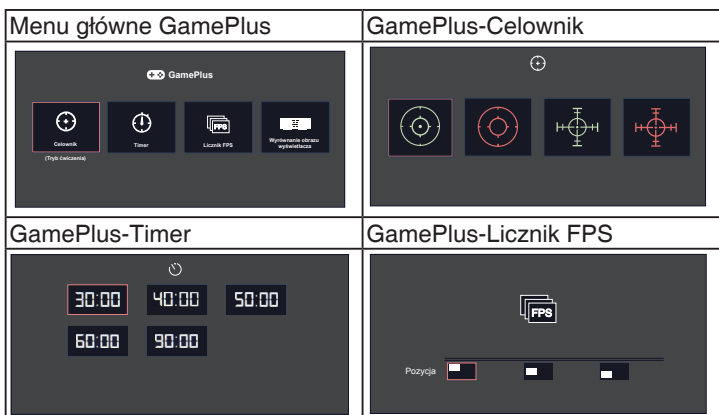 Menu główne GamePlus
GamePlus-Celownik
GamePlus
Celownik
Timer
FPS
Licznik FPS
Wyrównanie obrazu
wyświetlacza
(Tryb ćwiczenia)
GamePlus-Timer
GamePlus-Licznik FPS
30:00 40:00 50:00
60:00 90:00
FPS
Pozycja